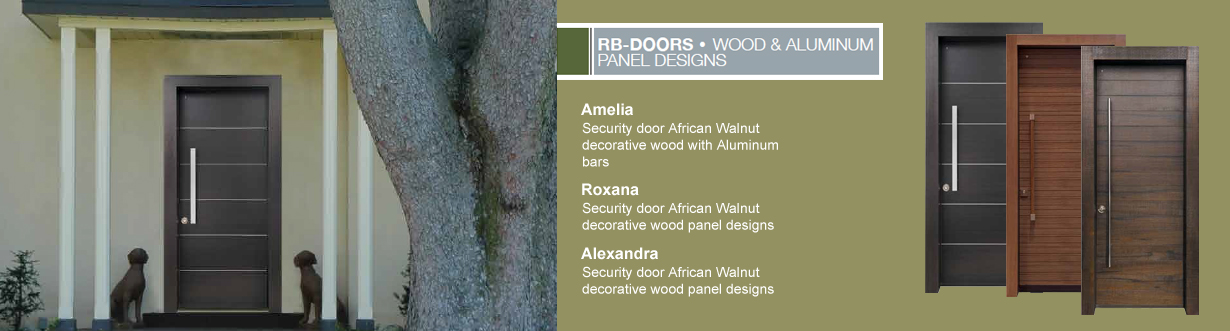 RB-DOORS • WOOD & ALUMINUM
PANEL DESIGNS
Amelia
Security door African Walnut
decorative wood with Aluminum
bars
Roxana
Security door African Walnut
decorative wood panel designs
Alexandra
Security door African Walnut
decorative wood panel designs